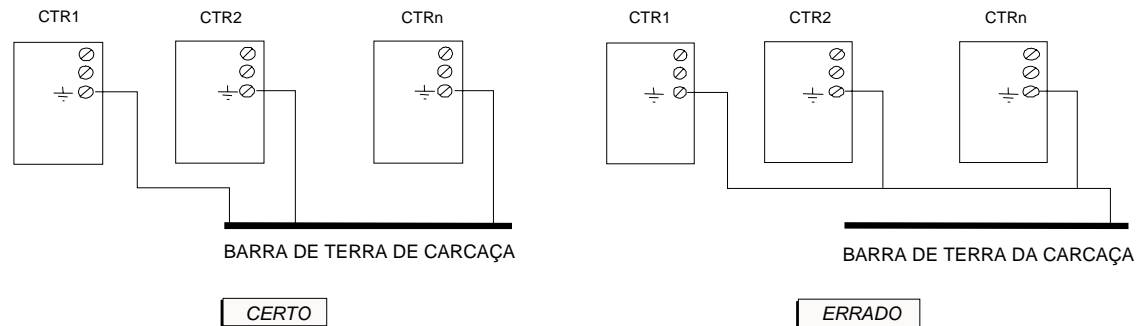 CTR1 CTR2 CTRn
BARRA DE TERRA DE CARCAÇA
CERTO
CTR1 CTR2 CTRn
BARRA DE TERRA DA CARCAÇA
ERRADO